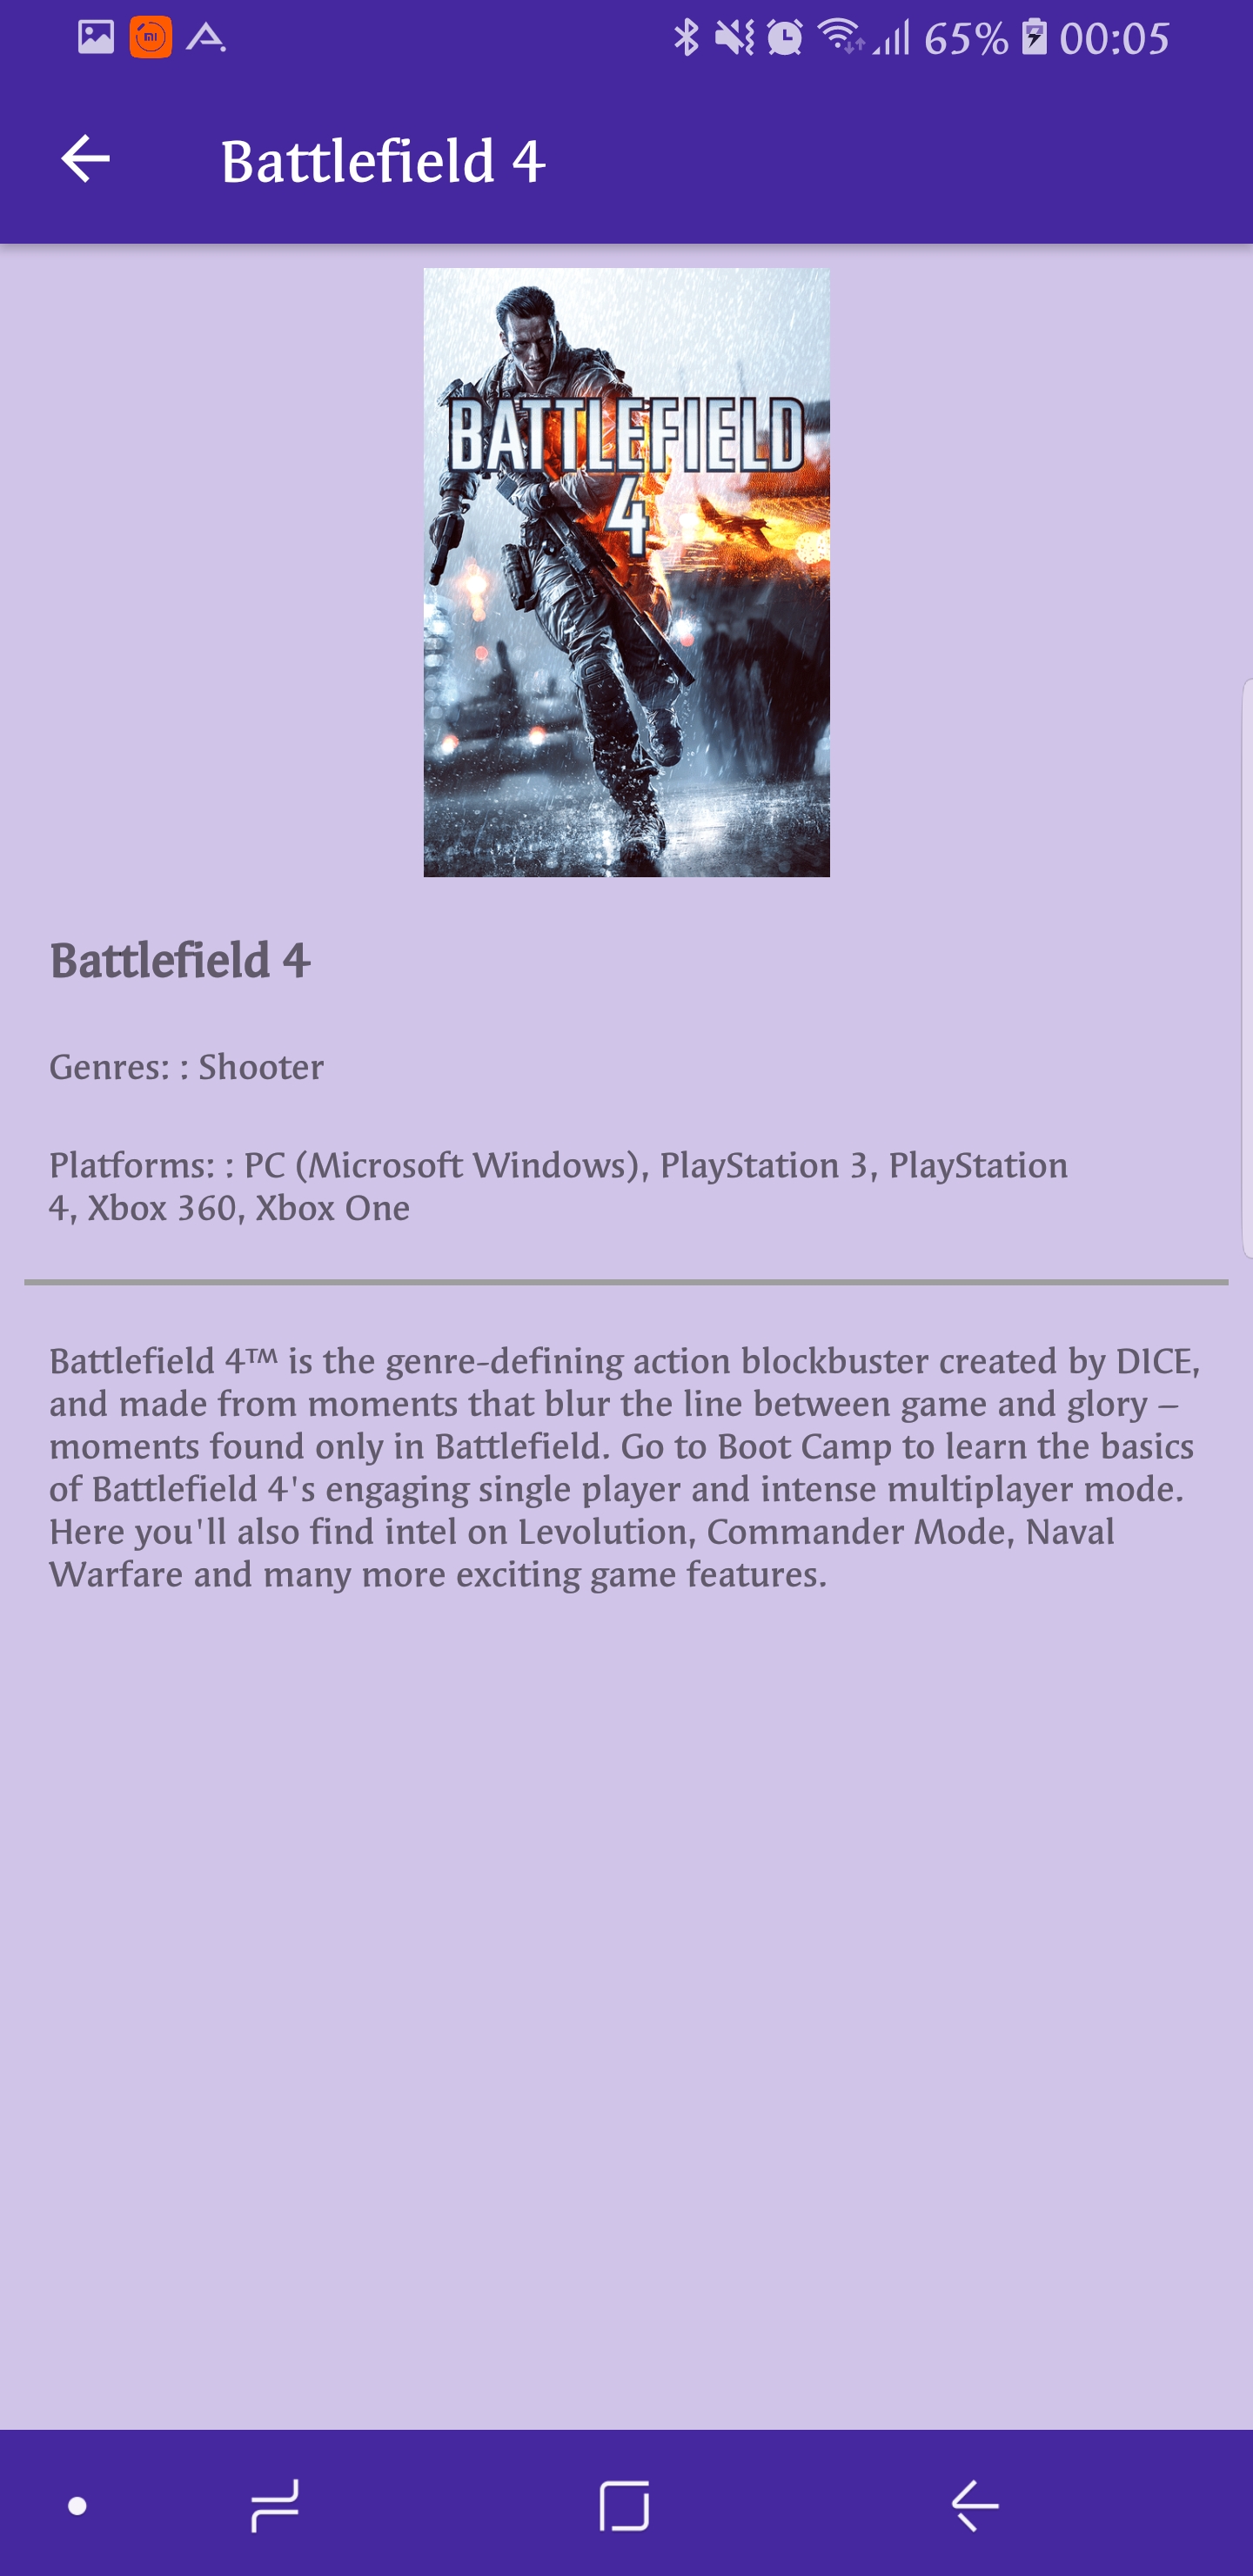 65% 00:05
Battlefield 4
BATTLEFIELD
4
Battlefield 4
Genres: : Shooter
Platforms: : PC (Microsoft Windows), PlayStation 3, PlayStation
4, Xbox 360, Xbox One
Battlefield 4™ is the genre-defining action blockbuster created by DICE,
and made from moments that blur the line between game and glory –
moments found only in Battlefield. Go to Boot Camp to learn the basics
of Battlefield 4's engaging single player and intense multiplayer mode.
Here you'll also find intel on Levolution, Commander Mode, Naval
Warfare and many more exciting game features.